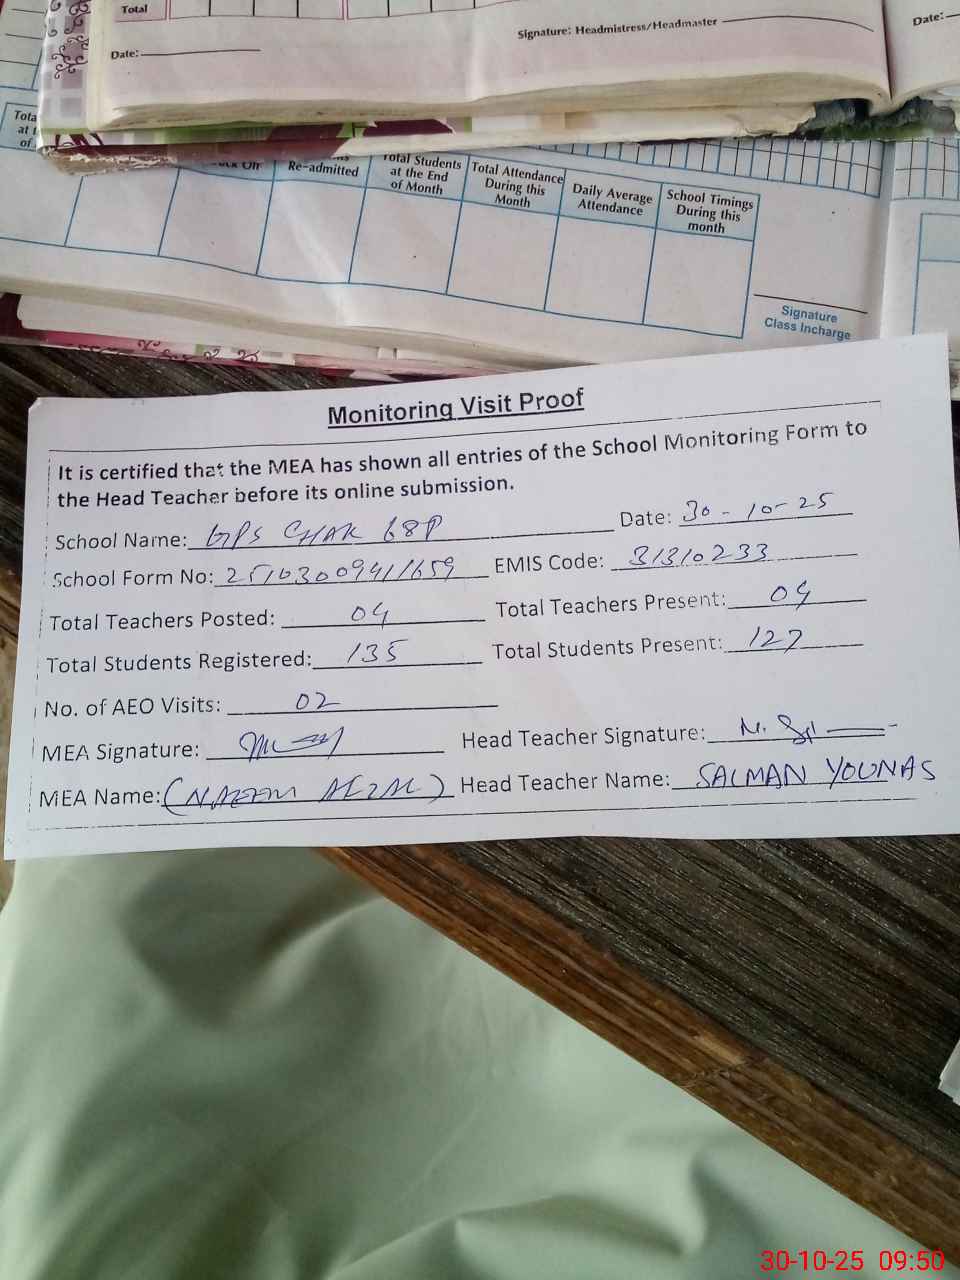 Total
Date:
Signature: Headmistress/Headmaster
Date:
Tota
at t
of
Re-admitted
Total Students
at the End
of Month
Total Attendance
During this
Month
Daily Average
Attendance
School Timings
During this
month
Signature
Class Incharge
Monitoring Visit Proof
It is certified that the MEA has shown all entries of the School Monitoring Form to
the Head Teacher before its online submission.
School Name: GPS CHAK 68P Date: 30-10-25
School Form No: 25103009411659 EMIS Code: 31310233
Total Teachers Posted: 04 Total Teachers Present: 04
Total Students Registered: 135 Total Students Present: 127
No. of AEO Visits: 02
MEA Signature: Head Teacher Signature:
MEA Name: (NAEEM AFZAL) Head Teacher Name: SALMAN YOUNAS
30-10-25 09:50